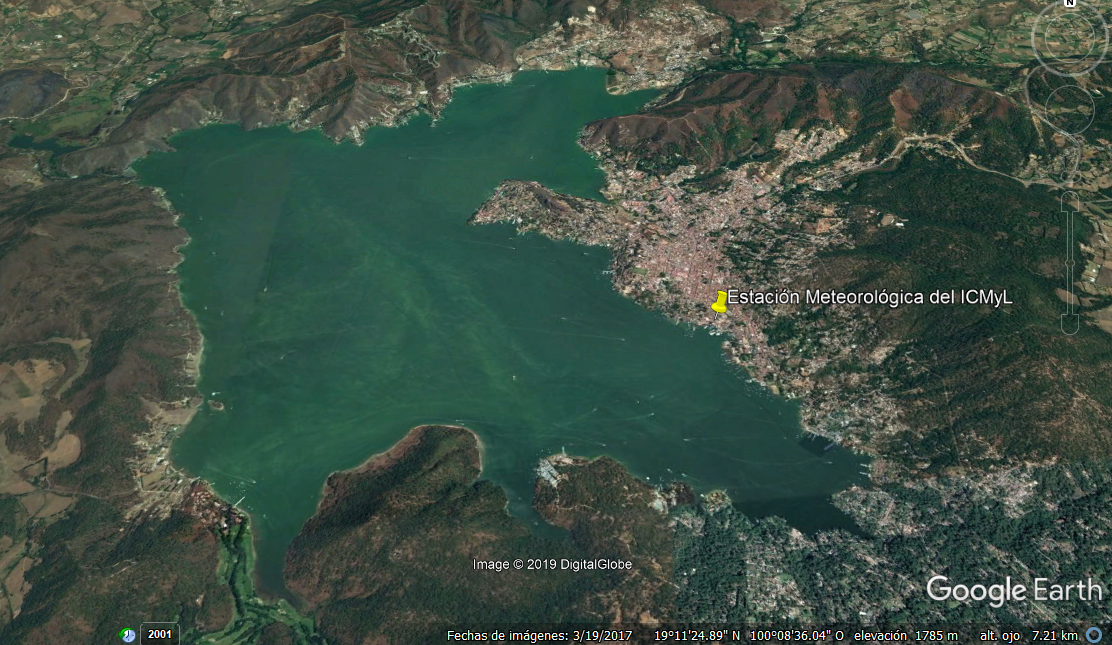 N
Estación Meteorológica del ICMyL
Image © 2019 DigitalGlobe
Google Earth
2001
Fechas de imágenes: 3/19/2017 19°11'24.89" N 100°08'36.04" O elevación 1785 m alt. ojo 7.21 km